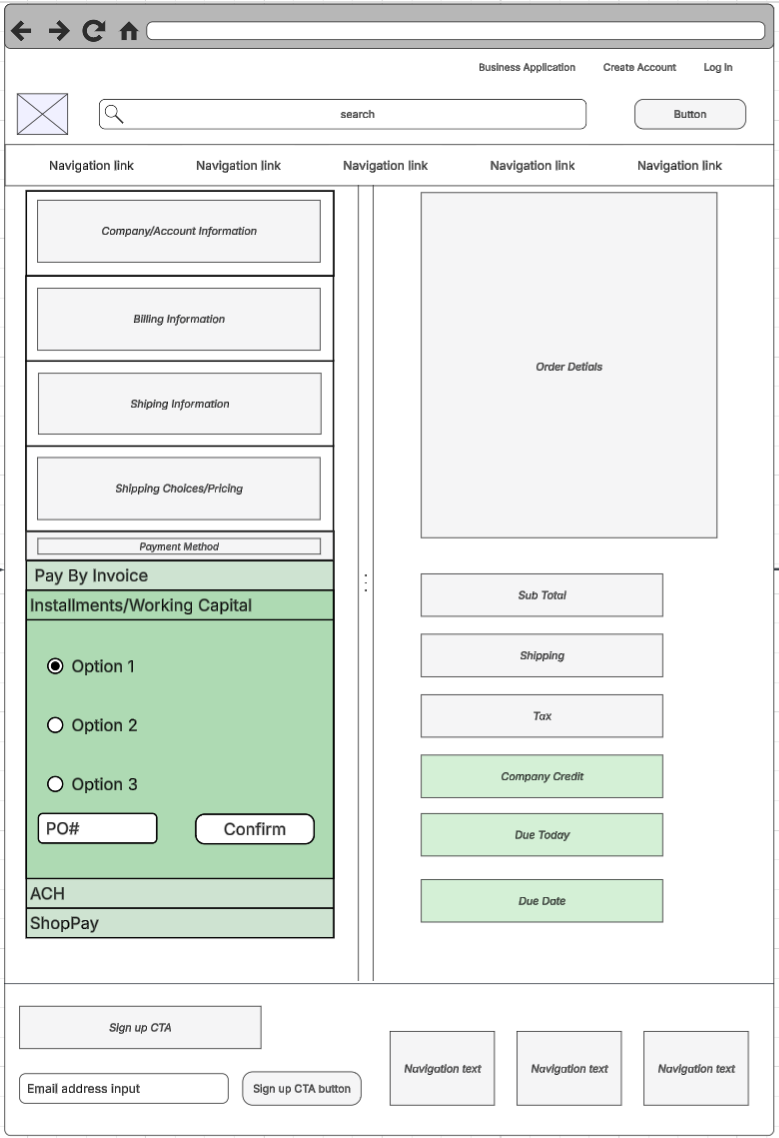 Business Application
Create Account
Log In
search
Button
Navigation link
Navigation link
Navigation link
Navigation link
Navigation link
Company/Account Information
Billing Information
Shiping Information
Shipping Choices/Pricing
Payment Method
Pay By Invoice
Installments/Working Capital
Option 1
Option 2
Option 3
PO#
Confirm
ACH
ShopPay
Order Detials
Sub Total
Shipping
Tax
Company Credit
Due Today
Due Date
Sign up CTA
Email address input
Sign up CTA button
Navigation text
Navigation text
Navigation text